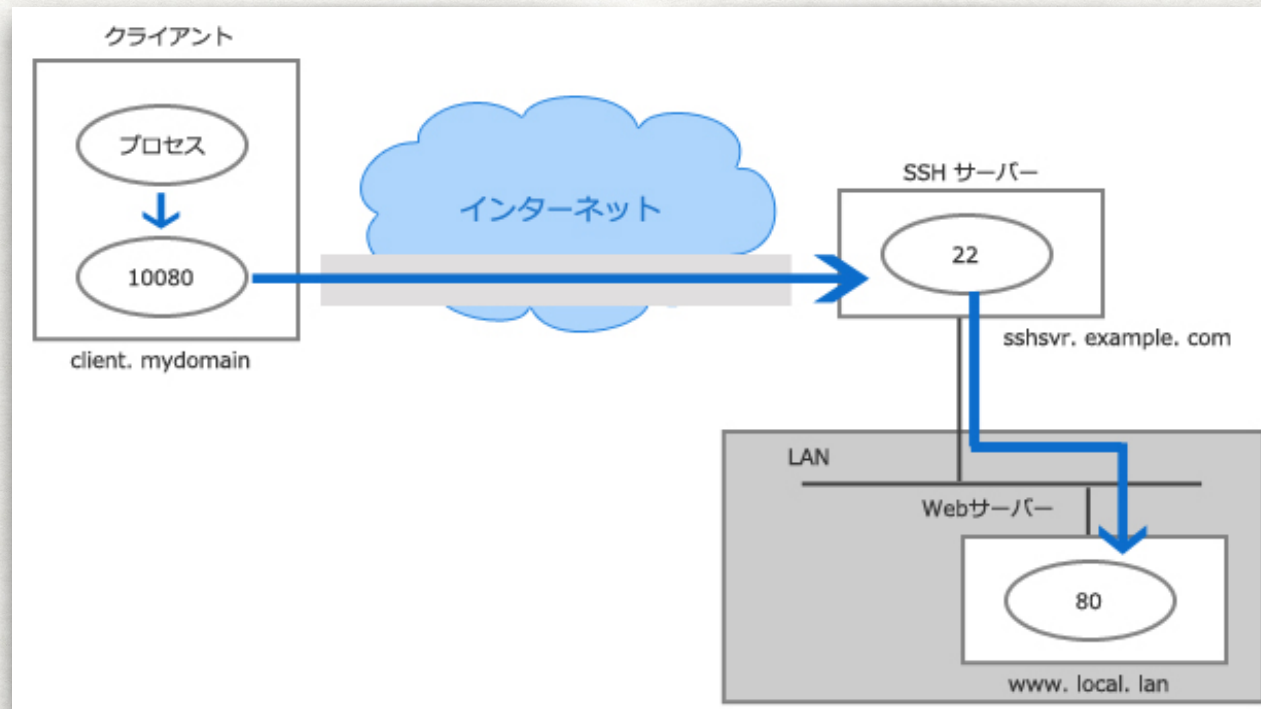 クライアント
プロセス
10080
client. mydomain
インターネット
SSH サーバー
22
sshsvr. example. com
LAN
Webサーバー
80
www. local. lan